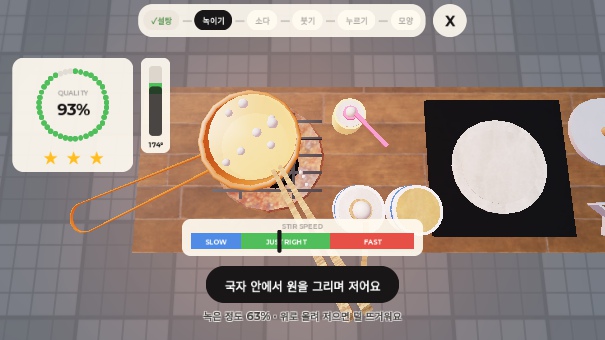 ✓설탕 녹이기 소다 붓기 누르기 모양 X
QUALITY
93%
174°
STIR SPEED
SLOW JUST RIGHT FAST
국자 안에서 원을 그리며 저어요
녹은 정도 63% · 위로 올려 저으면 덜 뜨거워요